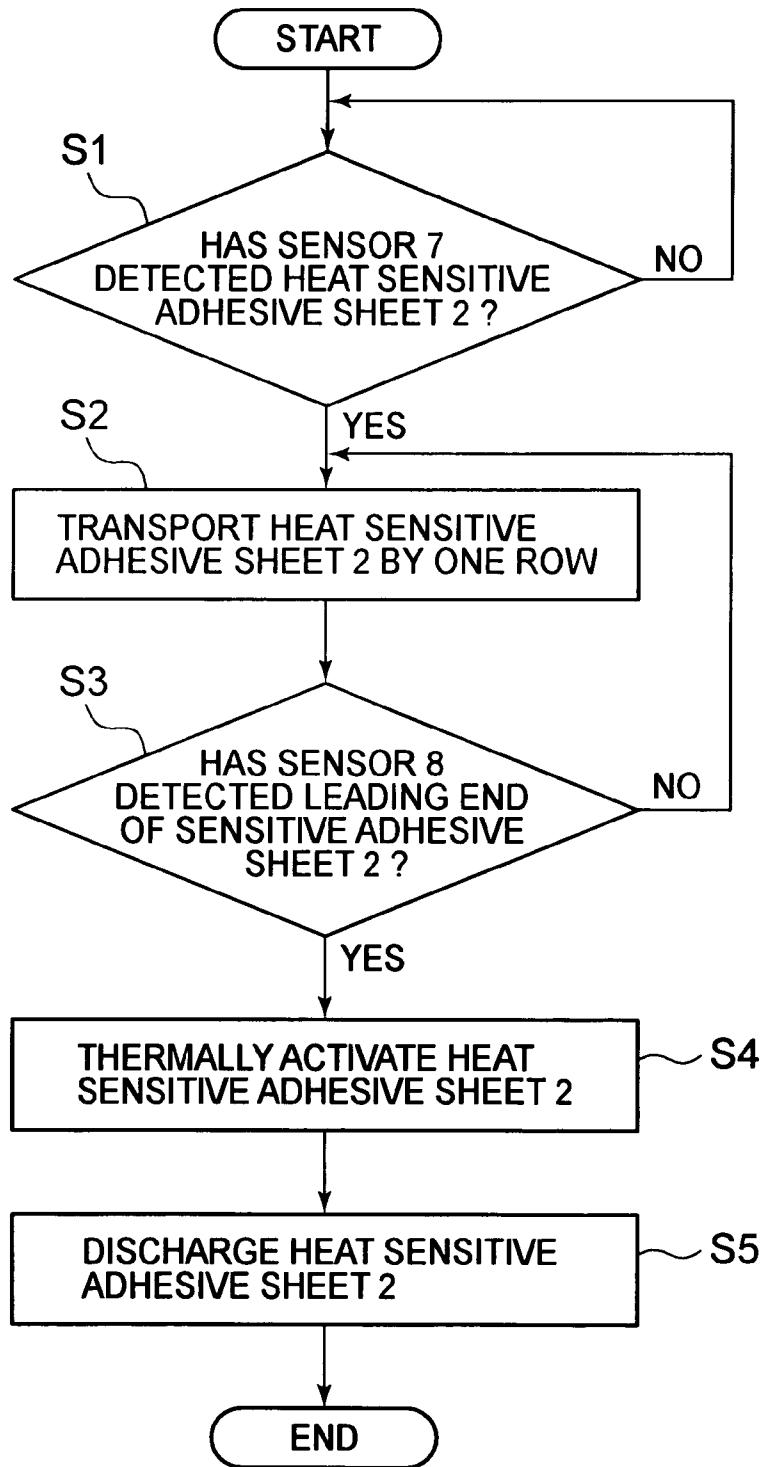 START
S1
HAS SENSOR 7
DETECTED HEAT SENSITIVE
ADHESIVE SHEET 2 ?
NO
YES
S2
TRANSPORT HEAT SENSITIVE
ADHESIVE SHEET 2 BY ONE ROW
S3
HAS SENSOR 8
DETECTED LEADING END
OF SENSITIVE ADHESIVE
SHEET 2 ?
NO
YES
THERMALLY ACTIVATE HEAT
SENSITIVE ADHESIVE SHEET 2
S4
DISCHARGE HEAT SENSITIVE
ADHESIVE SHEET 2
S5
END